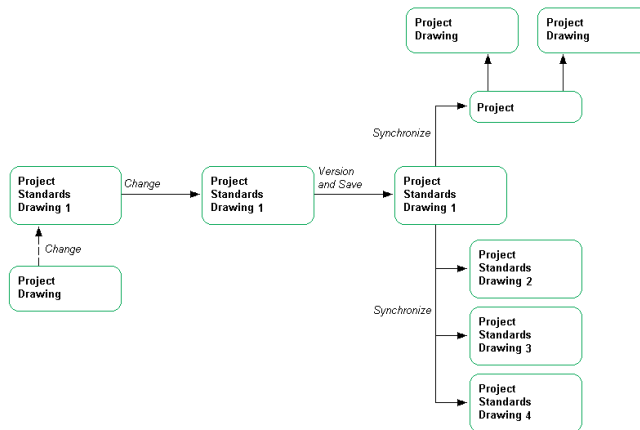 Project
Drawing
Project
Drawing
Project
Synchronize
Project
Standards
Drawing 1
Change
Project
Standards
Drawing 1
Version
and Save
Project
Standards
Drawing 1
Change
Project
Drawing
Project
Standards
Drawing 2
Synchronize
Project
Standards
Drawing 3
Project
Standards
Drawing 4